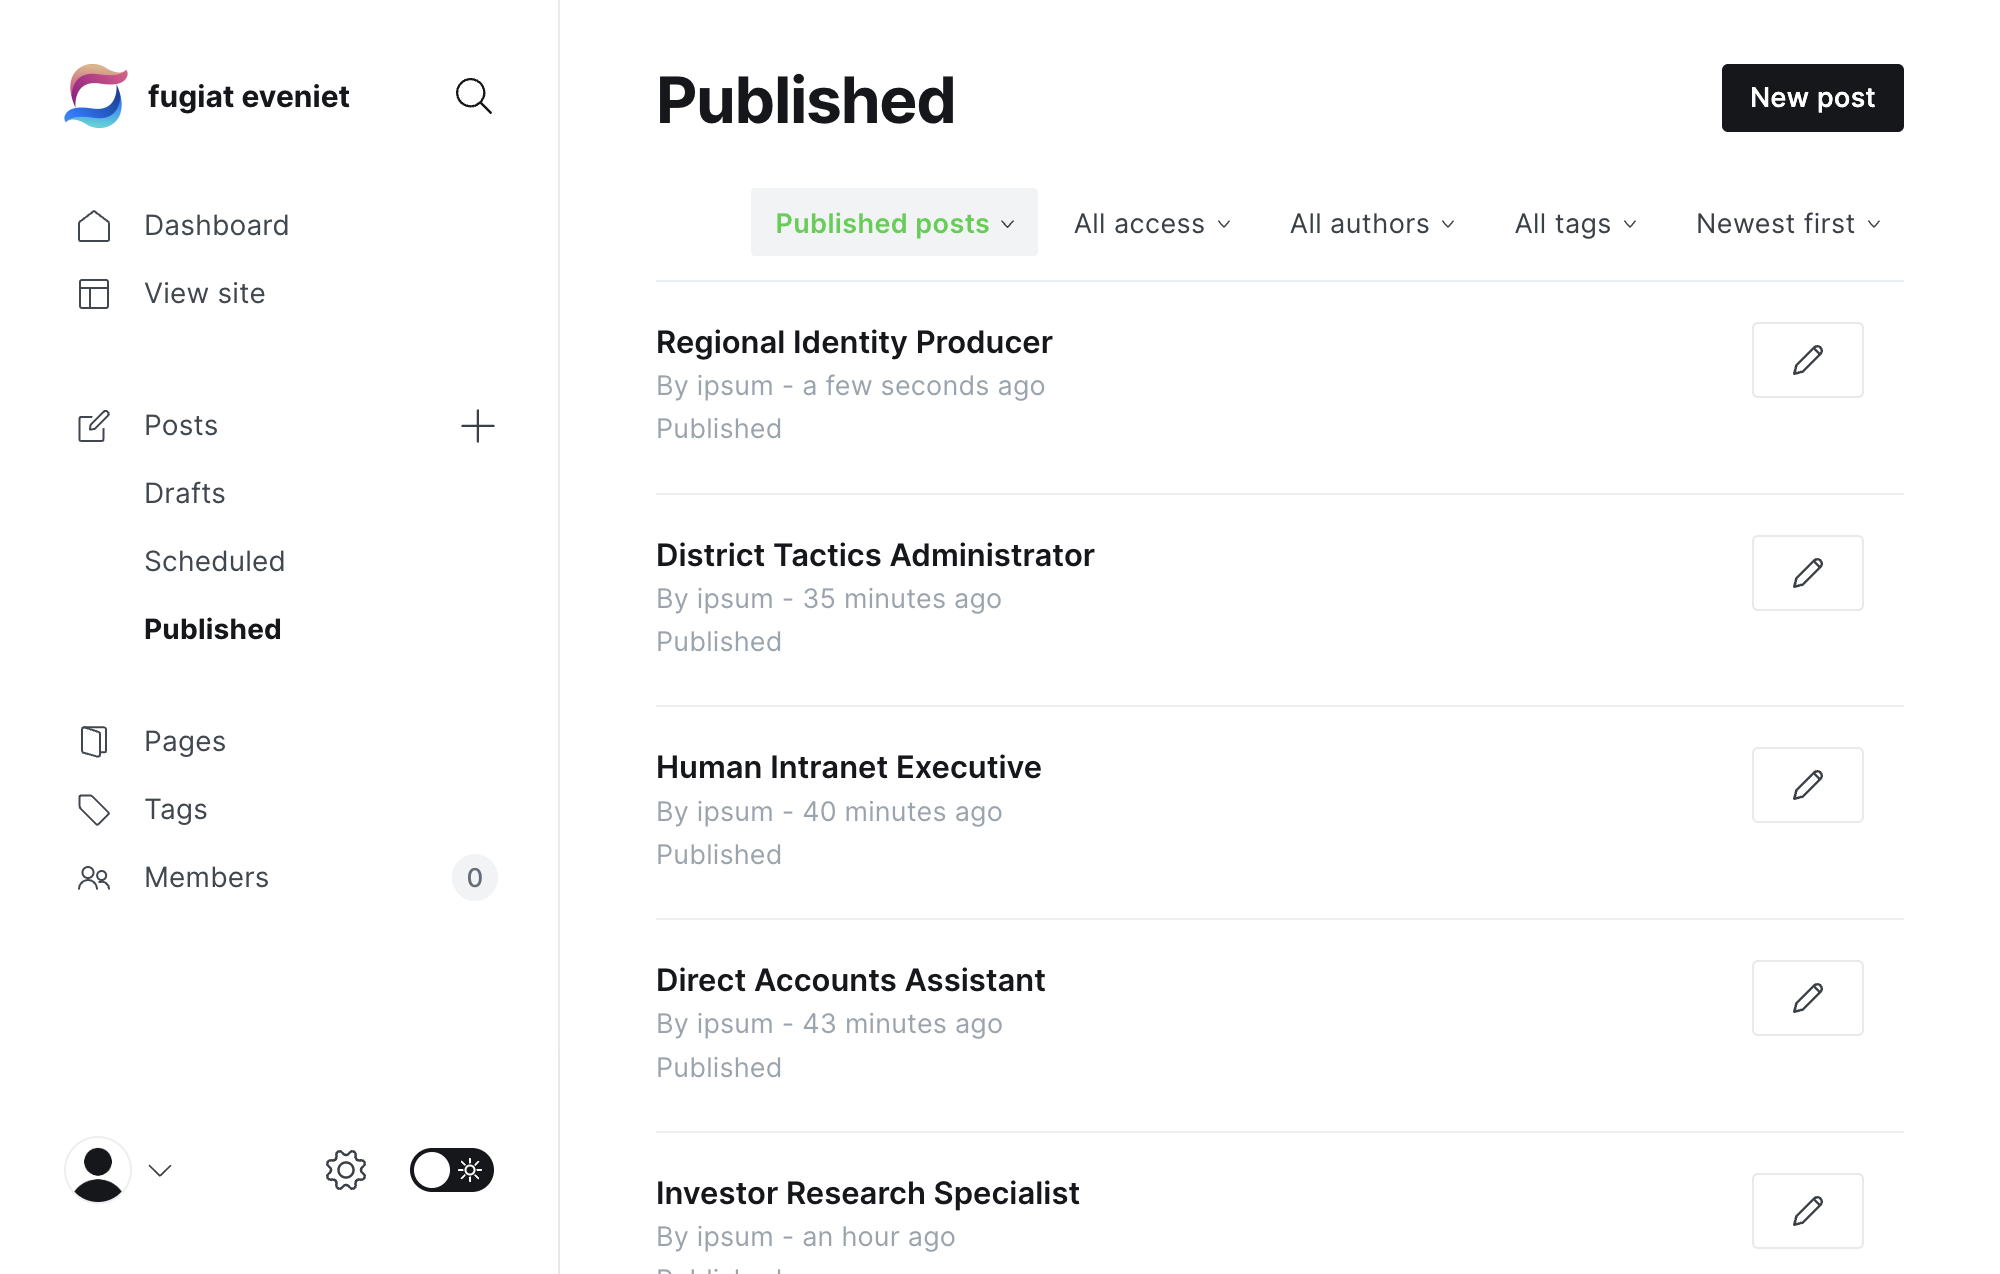 fugiat eveniet
Dashboard
View site
Posts
Drafts
Scheduled
Published
Pages
Tags
Members
0
Published
New post
Published posts
All access
All authors
All tags
Newest first
Regional Identity Producer
By ipsum - a few seconds ago
Published
District Tactics Administrator
By ipsum - 35 minutes ago
Published
Human Intranet Executive
By ipsum - 40 minutes ago
Published
Direct Accounts Assistant
By ipsum - 43 minutes ago
Published
Investor Research Specialist
By ipsum - an hour ago